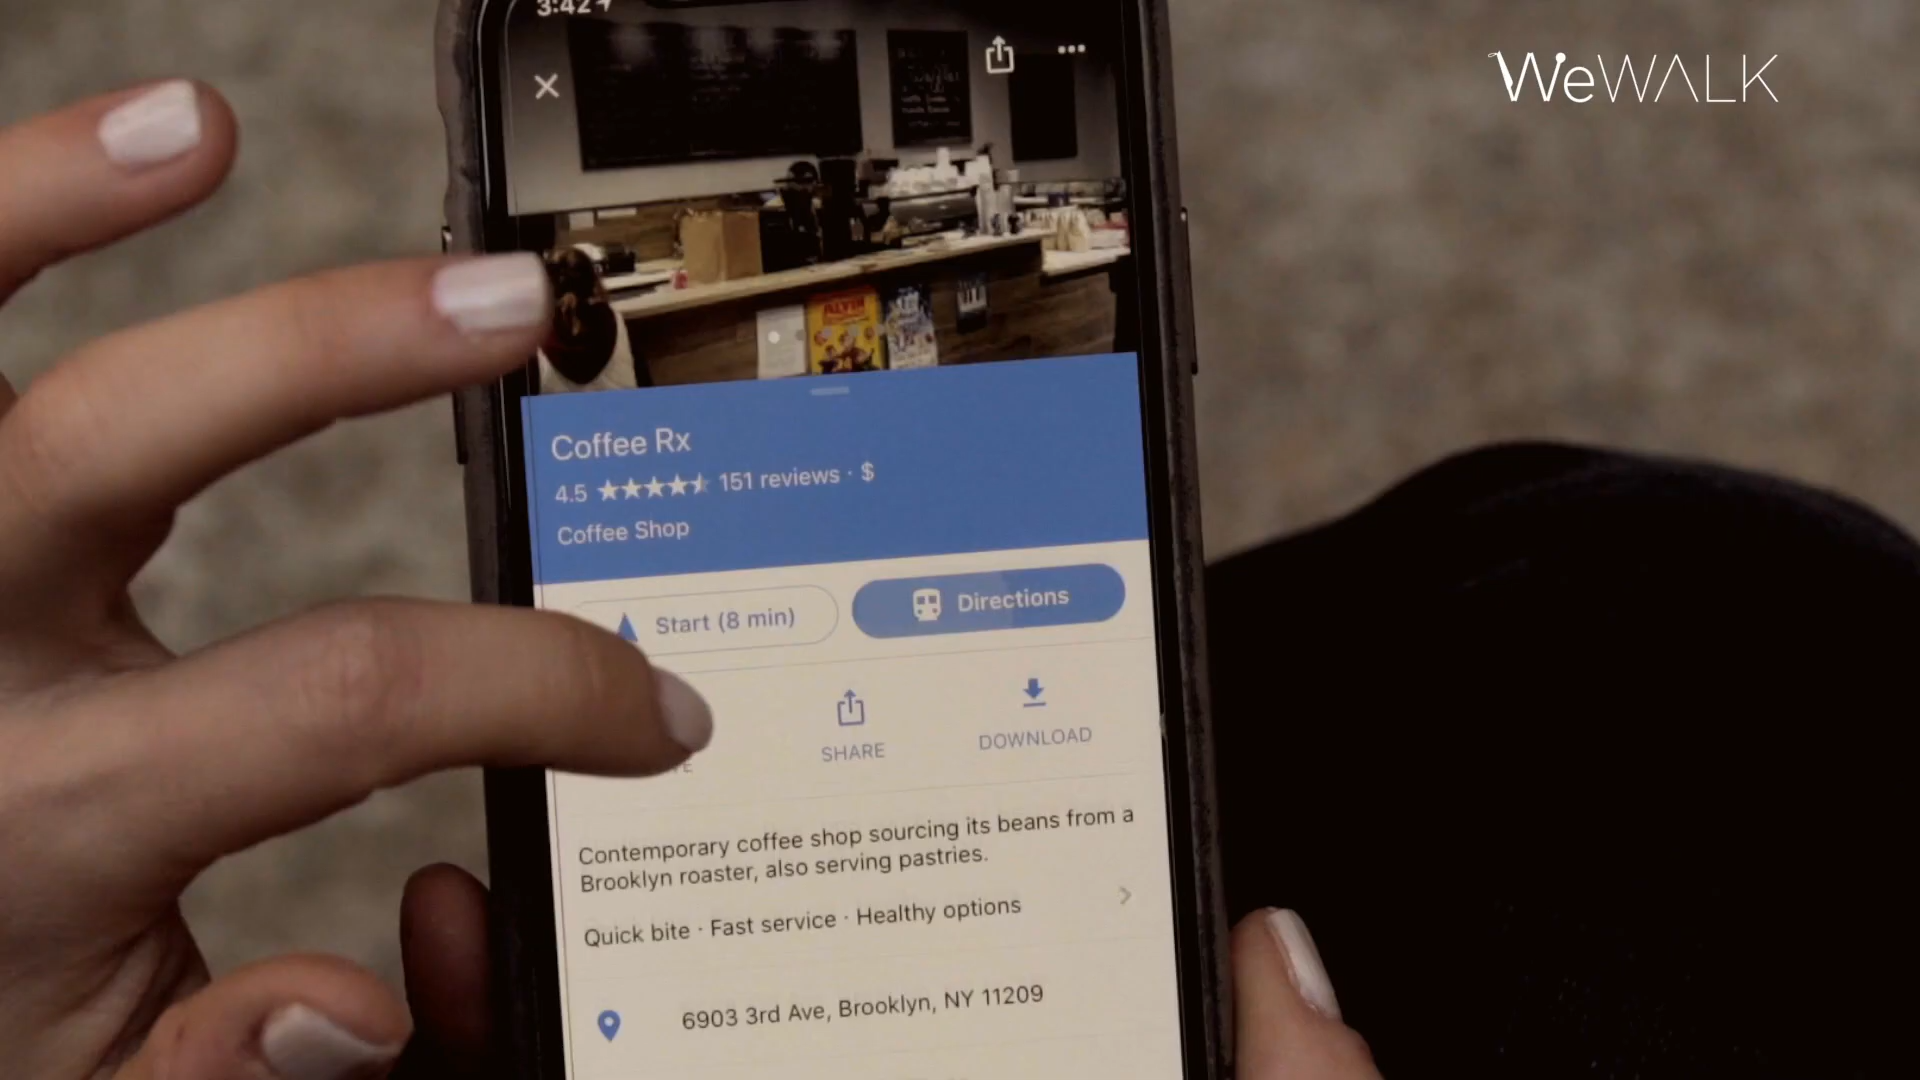 3:42
WeWALK
ALVIN
Coffee Rx
4.5 ★★★★★ 151 reviews · $
Coffee Shop
Start (8 min)
Directions
SHARE
DOWNLOAD
Contemporary coffee shop sourcing its beans from a
Brooklyn roaster, also serving pastries.
Quick bite · Fast service · Healthy options
6903 3rd Ave, Brooklyn, NY 11209